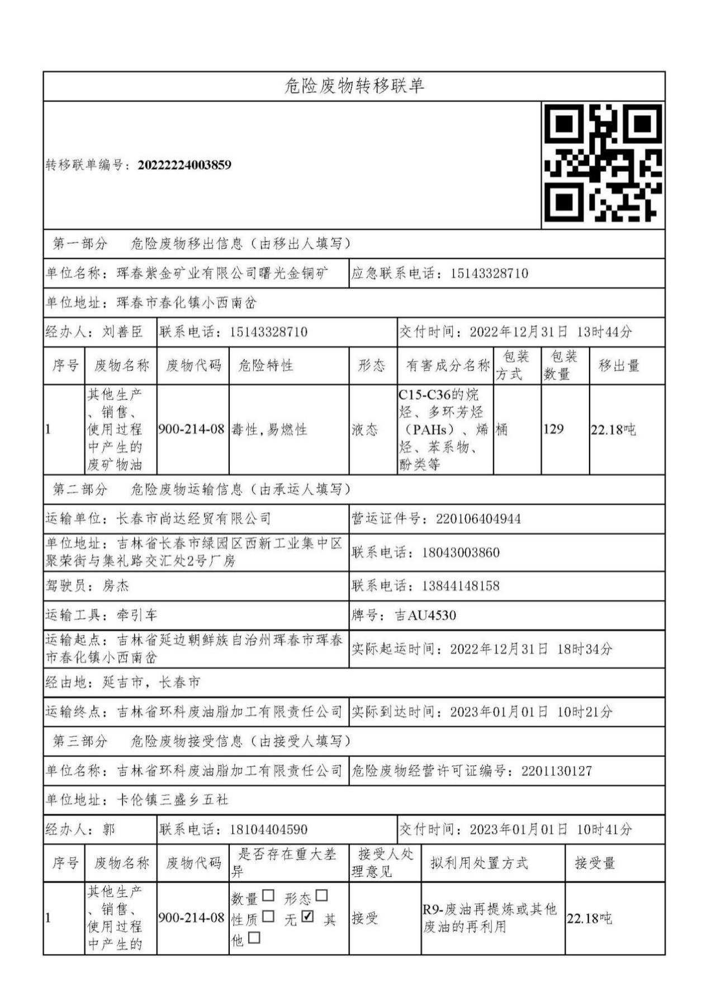 危险废物转移联单
转移联单编号：20222224003859
第一部分 危险废物移出信息（由移出人填写）
单位名称：珲春紫金矿业有限公司曙光金铜矿 应急联系电话：15143328710
单位地址：珲春市春化镇小西南岔
经办人：刘善臣 联系电话：15143328710 交付时间：2022年12月31日 13时44分
序号 废物名称 废物代码 危险特性 形态 有害成分名称 包装
方式 包装
数量 移出量
1 其他生产
、销售、
使用过程
中产生的
废矿物油 900-214-08 毒性,易燃性 液态 C15-C36的烷
烃、多环芳烃
（PAHs）、烯
烃、苯系物、
酚类等 桶 129 22.18吨
第二部分 危险废物运输信息（由承运人填写）
运输单位：长春市尚达经贸有限公司 营运证件号：220106404944
单位地址：吉林省长春市绿园区西新工业集中区
聚荣街与集礼路交汇处2号厂房 联系电话：18043003860
驾驶员：房杰 联系电话：13844148158
运输工具：牵引车 牌号：吉AU4530
运输起点：吉林省延边朝鲜族自治州珲春市珲春
市春化镇小西南岔 实际起运时间：2022年12月31日 18时34分
经由地：延吉市，长春市
运输终点：吉林省环科废油脂加工有限责任公司 实际到达时间：2023年01月01日 10时21分
第三部分 危险废物接受信息（由接受人填写）
单位名称：吉林省环科废油脂加工有限责任公司 危险废物经营许可证编号：2201130127
单位地址：卡伦镇三盛乡五社
经办人：郭 联系电话：18104404590 交付时间：2023年01月01日 10时41分
序号 废物名称 废物代码 是否存在重大差
异 接受人处
理意见 拟利用处置方式 接受量
1 其他生产
、销售、
使用过程
中产生的 900-214-08 数量☐ 形态☐
性质☐ 无☑ 其
他☐ 接受 R9-废油再提炼或其他
废油的再利用 22.18吨